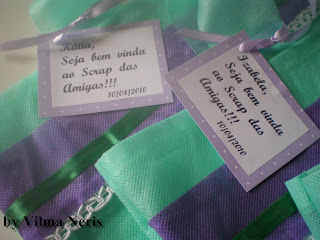 Kátia,
Seja bem vinda
ao Scrap das
Amigas!!!
10/04/2010
Izabela,
Seja bem vinda
ao Scrap das
Amigas!!!
10/04/2010
by Vilma Neris